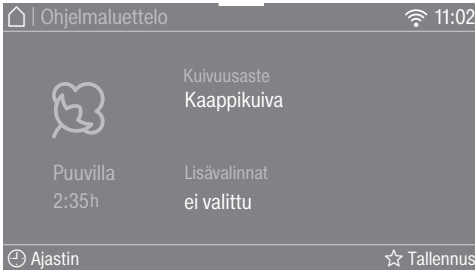 | Ohjelmaluettelo 11:02
Kuivuusaste
Kaappikuiva
Puuvilla
2:35h
Lisävalinnat
ei valittu
Ajastin
Tallennus